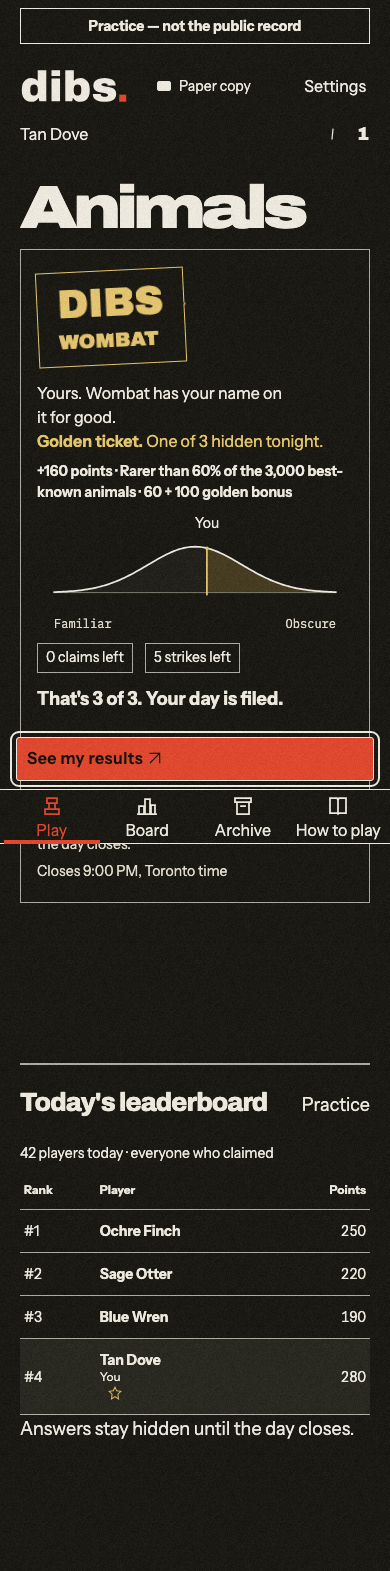 Practice — not the public record
dibs.
Paper copy
Settings
Tan Dove
1
Animals
DIBS
WOMBAT
Yours. Wombat has your name on
it for good.
Golden ticket. One of 3 hidden tonight.
+160 points · Rarer than 60% of the 3,000 best-
known animals · 60 + 100 golden bonus
You
Familiar
Obscure
0 claims left
5 strikes left
That's 3 of 3. Your day is filed.
See my results
Play
Board
Archive
How to play
the day closes.
Closes 9:00 PM, Toronto time
Today's leaderboard
Practice
42 players today · everyone who claimed
Rank Player Points
#1 Ochre Finch 250
#2 Sage Otter 220
#3 Blue Wren 190
#4 Tan Dove 280
You
Answers stay hidden until the day closes.